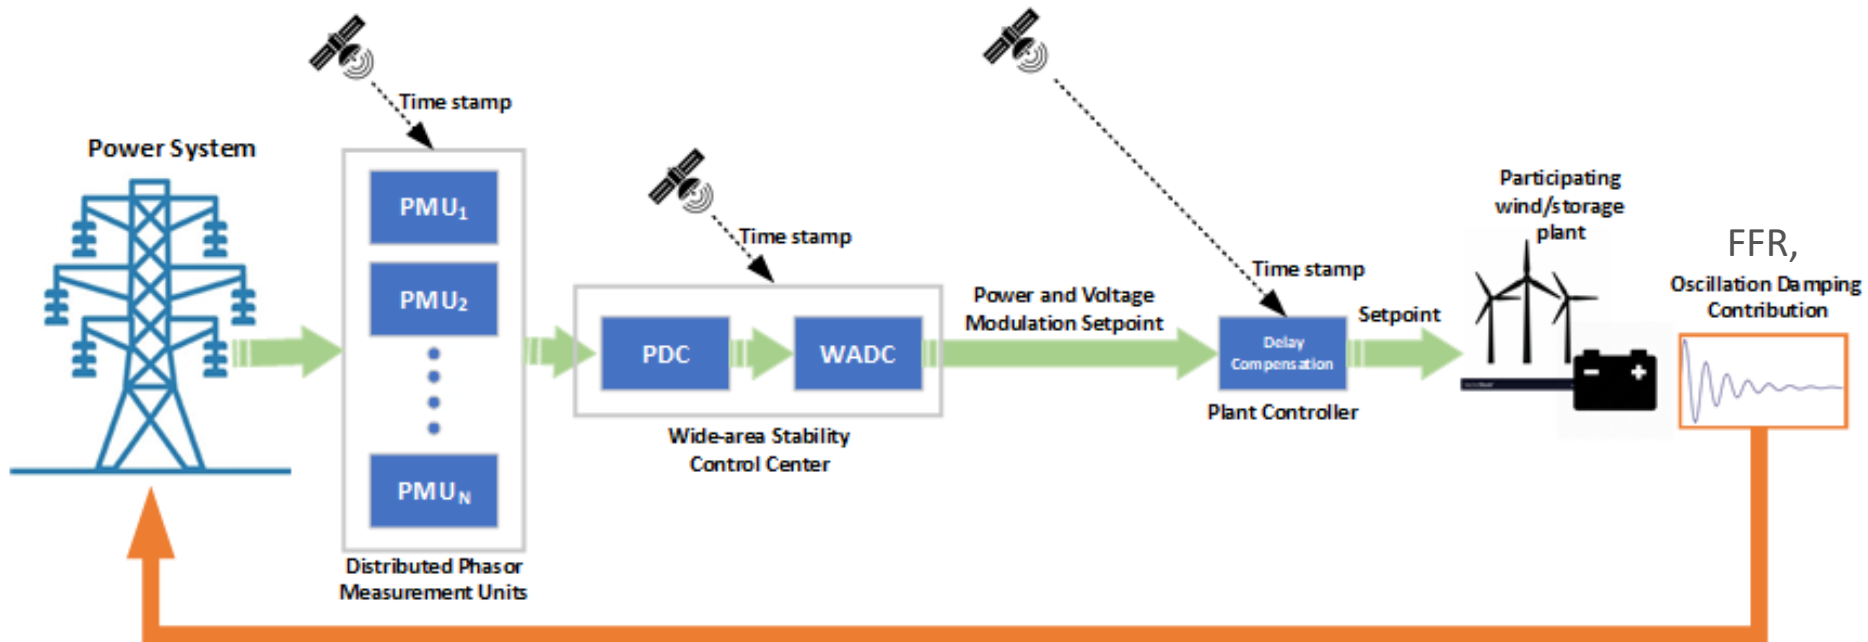 Power System
Time stamp
PMU1
PMU2
PMUN
Distributed Phasor
Measurement Units
Time stamp
PDC
WADC
Wide-area Stability
Control Center
Power and Voltage
Modulation Setpoint
Time stamp
Delay
Compensation
Plant Controller
Setpoint
Participating
wind/storage
plant
FFR,
Oscillation Damping
Contribution